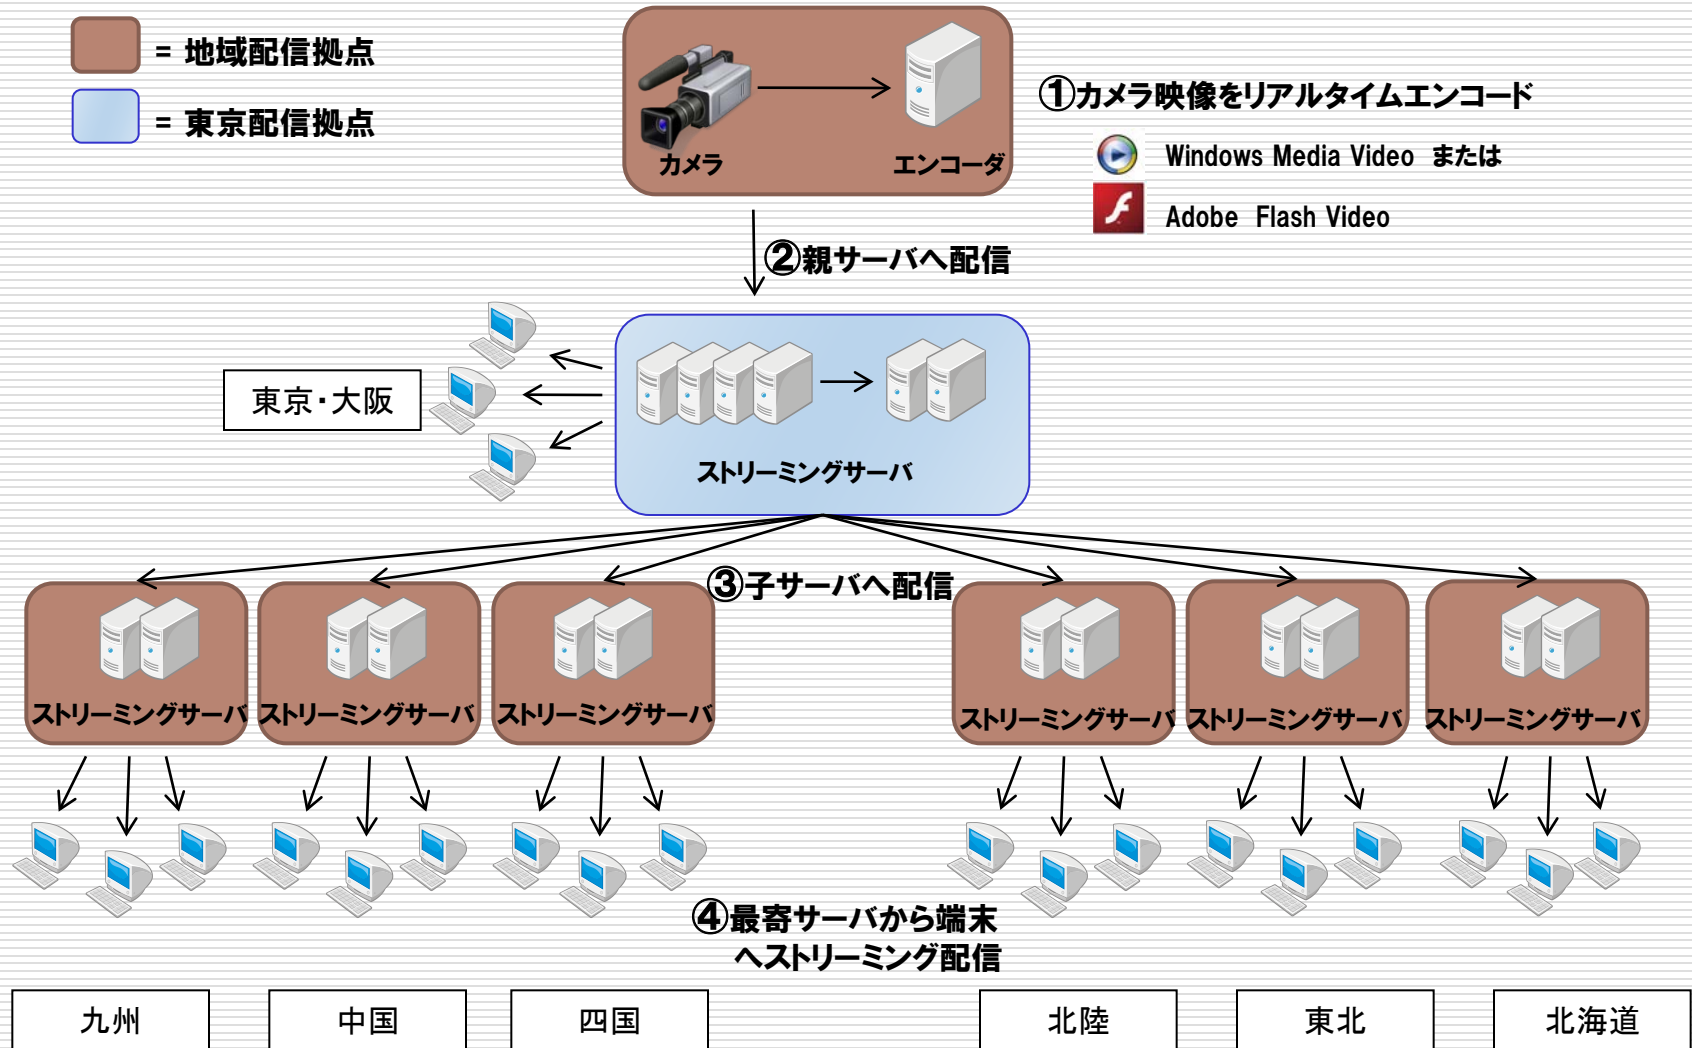 = 地域配信拠点
= 東京配信拠点
カメラ
エンコーダ
①カメラ映像をリアルタイムエンコード
Windows Media Video または
Adobe Flash Video
②親サーバへ配信
東京・大阪
ストリーミングサーバ
③子サーバへ配信
ストリーミングサーバ
ストリーミングサーバ
ストリーミングサーバ
ストリーミングサーバ
ストリーミングサーバ
ストリーミングサーバ
④最寄サーバから端末
へストリーミング配信
九州
中国
四国
北陸
東北
北海道